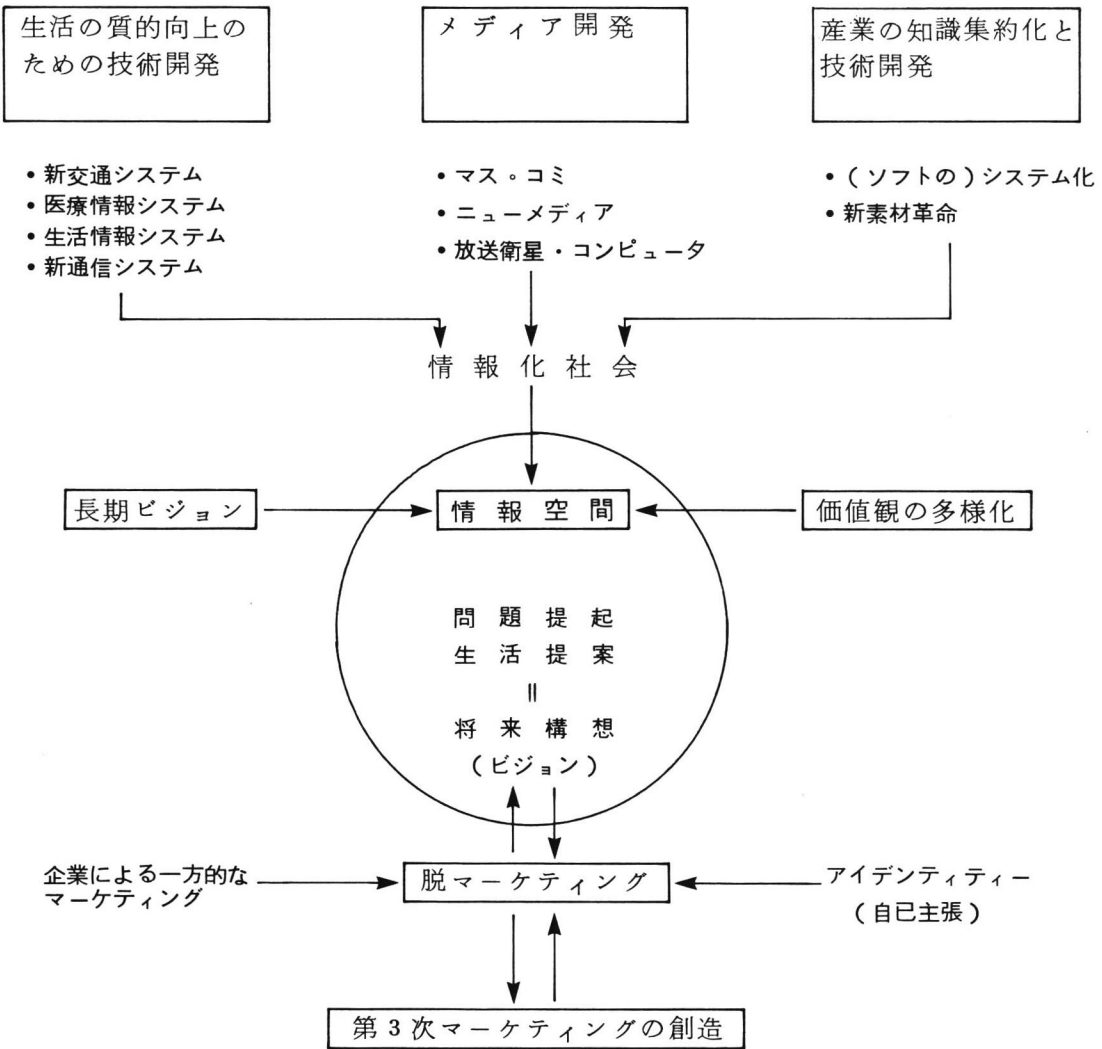 生活の質的向上の
ための技術開発
メディア開発
産業の知識集約化と
技術開発
• 新交通システム
• 医療情報システム
• 生活情報システム
• 新通信システム
• マス。コミ
• ニューメディア
• 放送衛星・コンピュータ
• (ソフトの)システム化
• 新素材革命
情報化社会
長期ビジョン
情報空間
価値観の多様化
問題提起
生活提案
=
将来構想
(ビジョン)
企業による一方的な
マーケティング
脱マーケティング
アイデンティティー
(自己主張)
第3次マーケティングの創造